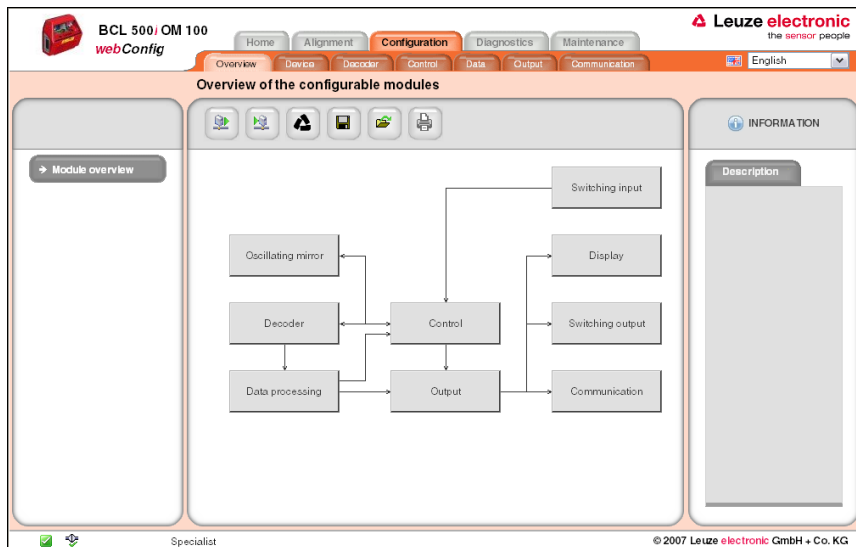 BCL 500i OM 100
webConfig
Home
Alignment
Configuration
Diagnostics
Maintenance
Leuze electronic
the sensor people
Overview
Device
Decoder
Control
Data
Output
Communication
English
Overview of the configurable modules
INFORMATION
Module overview
Description
Switching input
Oscillating mirror
Display
Decoder
Control
Switching output
Data processing
Output
Communication
Specialist
© 2007 Leuze electronic GmbH + Co. KG